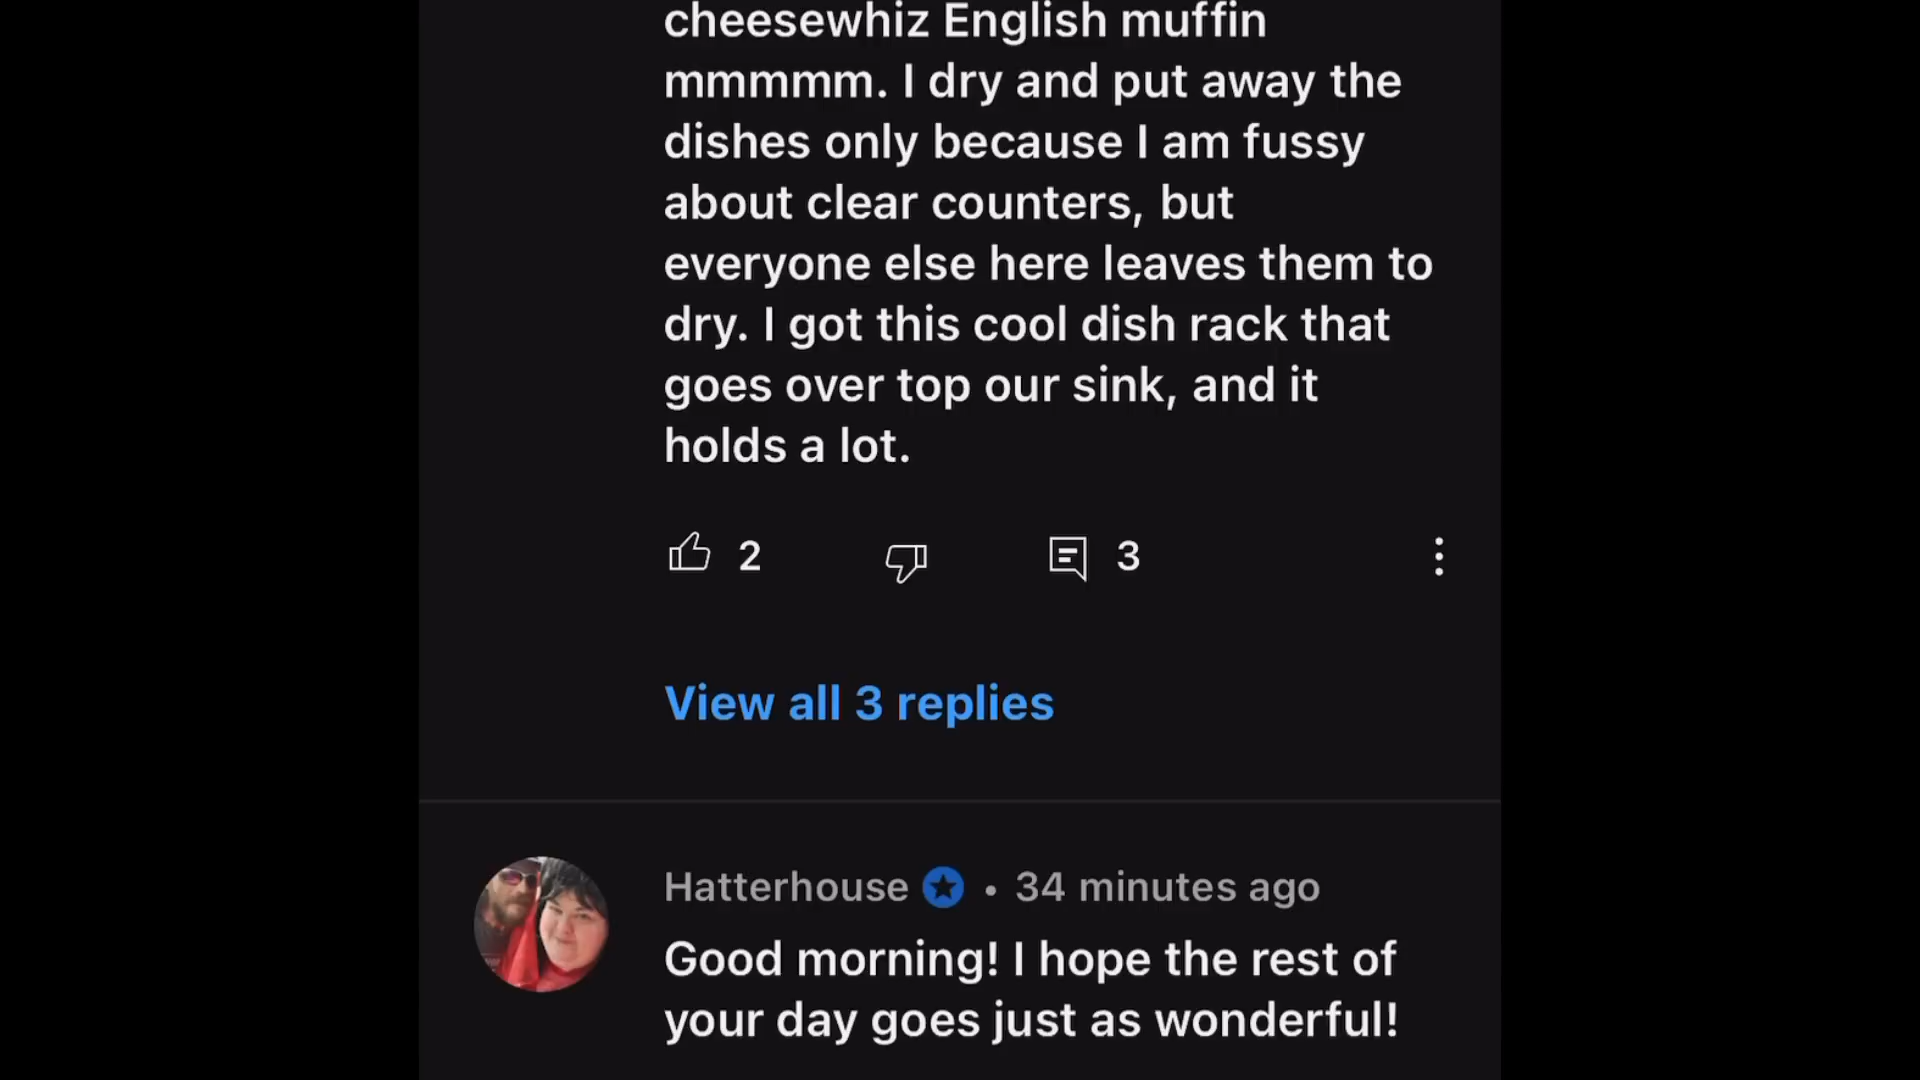 cheesewhiz English muffin
mmmmm. I dry and put away the
dishes only because I am fussy
about clear counters, but
everyone else here leaves them to
dry. I got this cool dish rack that
goes over top our sink, and it
holds a lot.
2 3
View all 3 replies
Hatterhouse • 34 minutes ago
Good morning! I hope the rest of
your day goes just as wonderful!